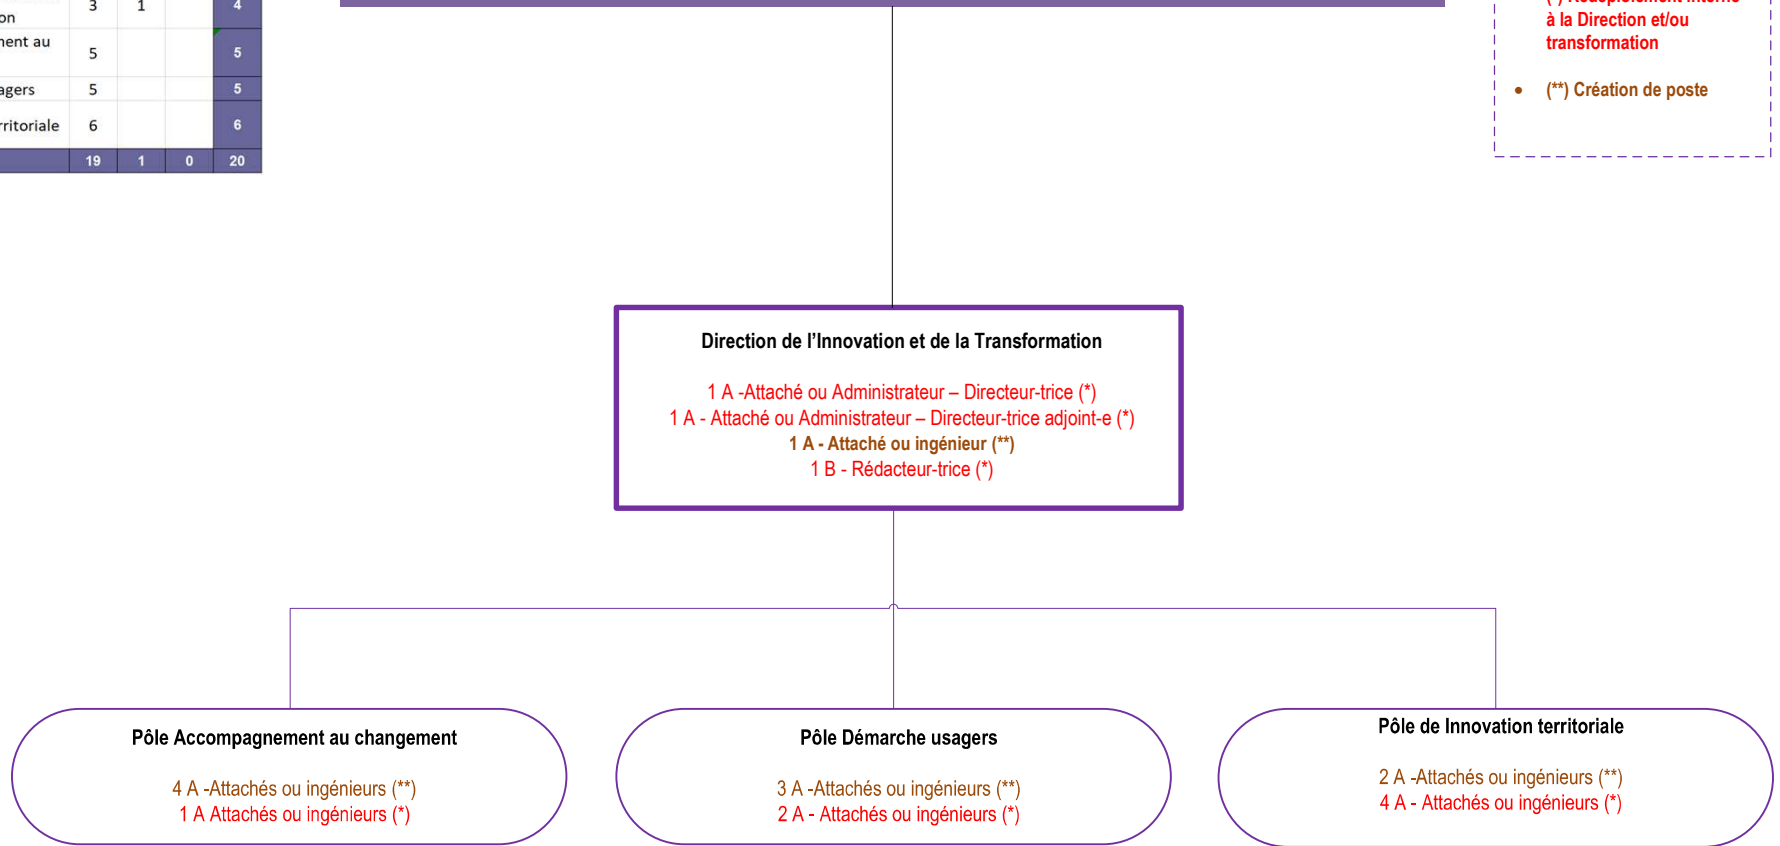 on 3 1 4
ment au 5 5
agers 5 5
rritoriale 6 6
19 1 0 20
à la Direction et/ou
transformation
• (**) Création de poste
Direction de l’Innovation et de la Transformation
1 A -Attaché ou Administrateur – Directeur-trice (*)
1 A - Attaché ou Administrateur – Directeur-trice adjoint-e (*)
1 A - Attaché ou ingénieur (**)
1 B - Rédacteur-trice (*)
Pôle Accompagnement au changement
4 A -Attachés ou ingénieurs (**)
1 A Attachés ou ingénieurs (*)
Pôle Démarche usagers
3 A -Attachés ou ingénieurs (**)
2 A - Attachés ou ingénieurs (*)
Pôle de Innovation territoriale
2 A -Attachés ou ingénieurs (**)
4 A - Attachés ou ingénieurs (*)